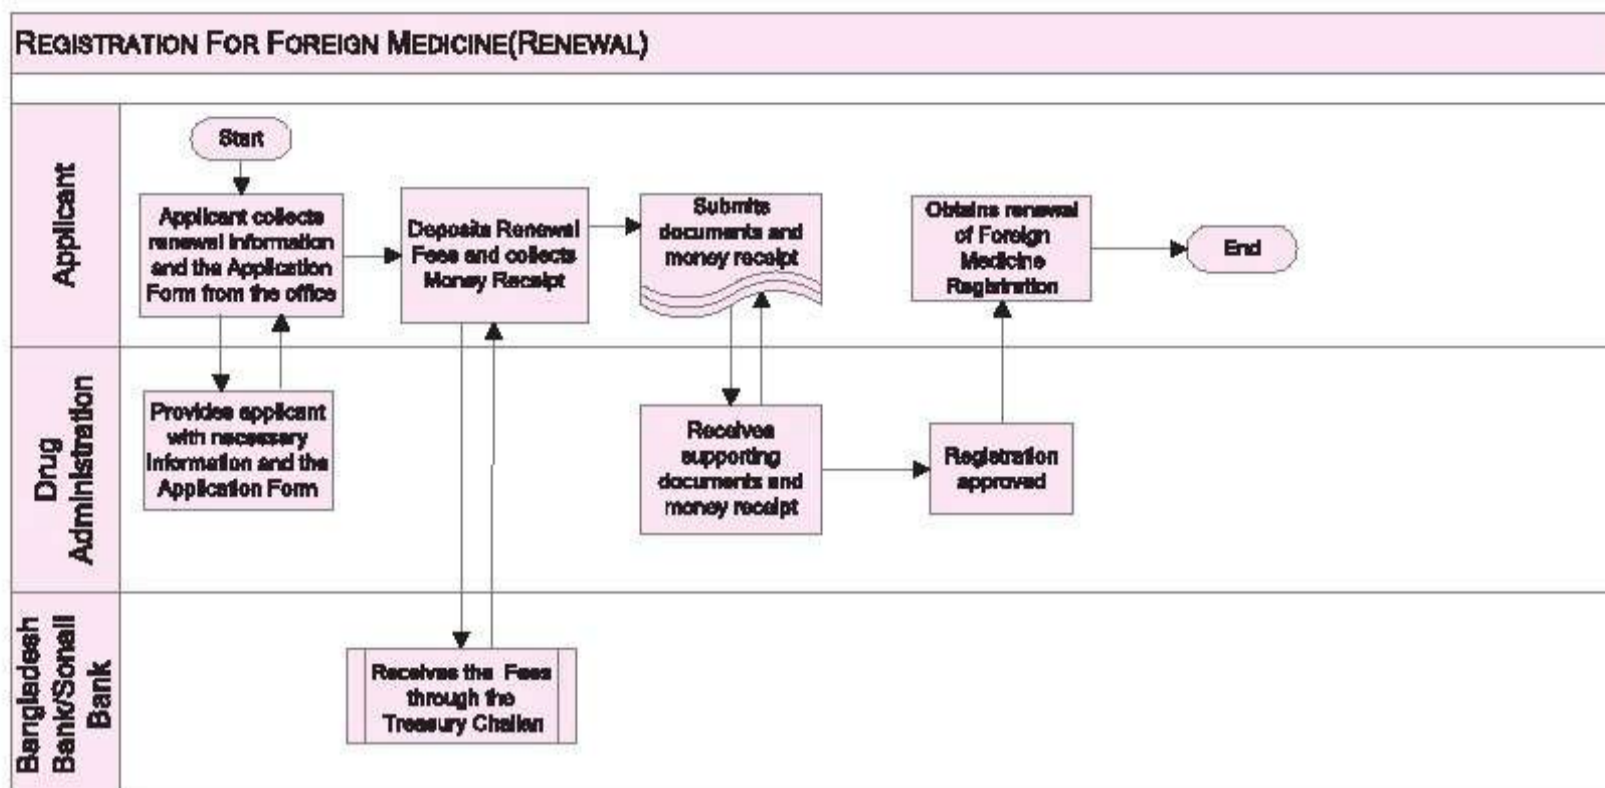 REGISTRATION FOR FOREIGN MEDICINE(RENEWAL)
Applicant
Start
Applicant collects
renewal information
and the Application
Form from the office
Deposits Renewal
Fees and collects
Money Receipt
Submits
documents and
money receipt
Obtains renewal
of Foreign
Medicine
Registration
End
Drug
Administration
Provides applicant
with necessary
information and the
Application Form
Receives
supporting
documents and
money receipt
Registration
approved
Bangladesh
Bank/Sonali
Bank
Receives the Fees
through the
Treasury Challan